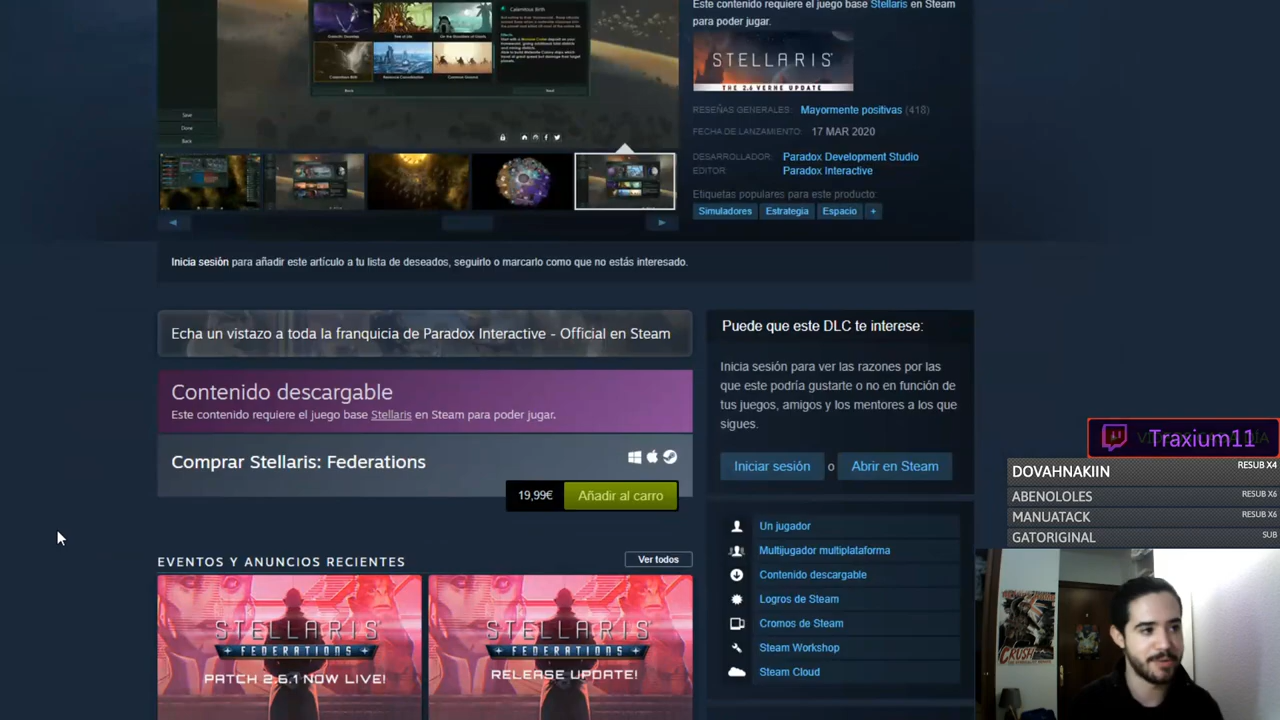 Calamitous Birth
Back
Next
Save
Done
Back
Este contenido requiere el juego base Stellaris en Steam
para poder jugar.
STELLARIS
THE 2.6 VERNE UPDATE
RESEÑAS GENERALES: Mayormente positivas (418)
FECHA DE LANZAMIENTO: 17 MAR 2020
DESARROLLADOR: Paradox Development Studio
EDITOR Paradox Interactive
Etiquetas populares para este producto:
Simuladores Estrategia Espacio +
Inicia sesión para añadir este artículo a tu lista de deseados, seguirlo o marcarlo como que no estás interesado.
Echa un vistazo a toda la franquicia de Paradox Interactive - Official en Steam
Contenido descargable
Este contenido requiere el juego base Stellaris en Steam para poder jugar.
Comprar Stellaris: Federations
19,99€ Añadir al carro
EVENTOS Y ANUNCIOS RECIENTES Ver todos
STELLARIS
FEDERATIONS
PATCH 2.6.1 NOW LIVE!
STELLARIS
FEDERATIONS
RELEASE UPDATE!
Puede que este DLC te interese:
Inicia sesión para ver las razones por las
que este podría gustarte o no en función de
tus juegos, amigos y los mentores a los que
sigues.
Iniciar sesión o Abrir en Steam
Un jugador
Multijugador multiplataforma
Contenido descargable
Logros de Steam
Cromos de Steam
Steam Workshop
Steam Cloud
Traxium11
DOVAHNAKIIN RESUB X4
ABENOLOLES RESUB X6
MANUATACK RESUB X6
GATORIGINAL SUB
CRUSH